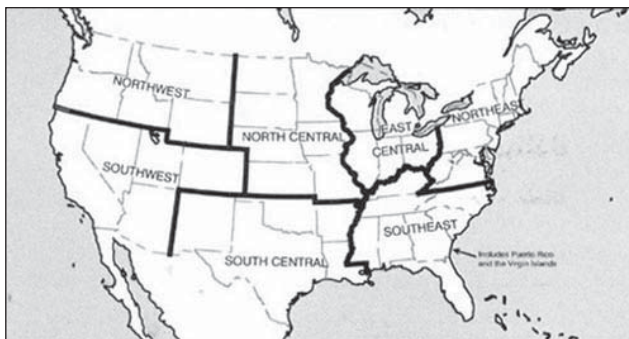 NORTHWEST
NORTH CENTRAL
EAST
CENTRAL
NORTHEAST
SOUTHWEST
SOUTHEAST
SOUTH CENTRAL
Includes Puerto Rico
and the Virgin Islands